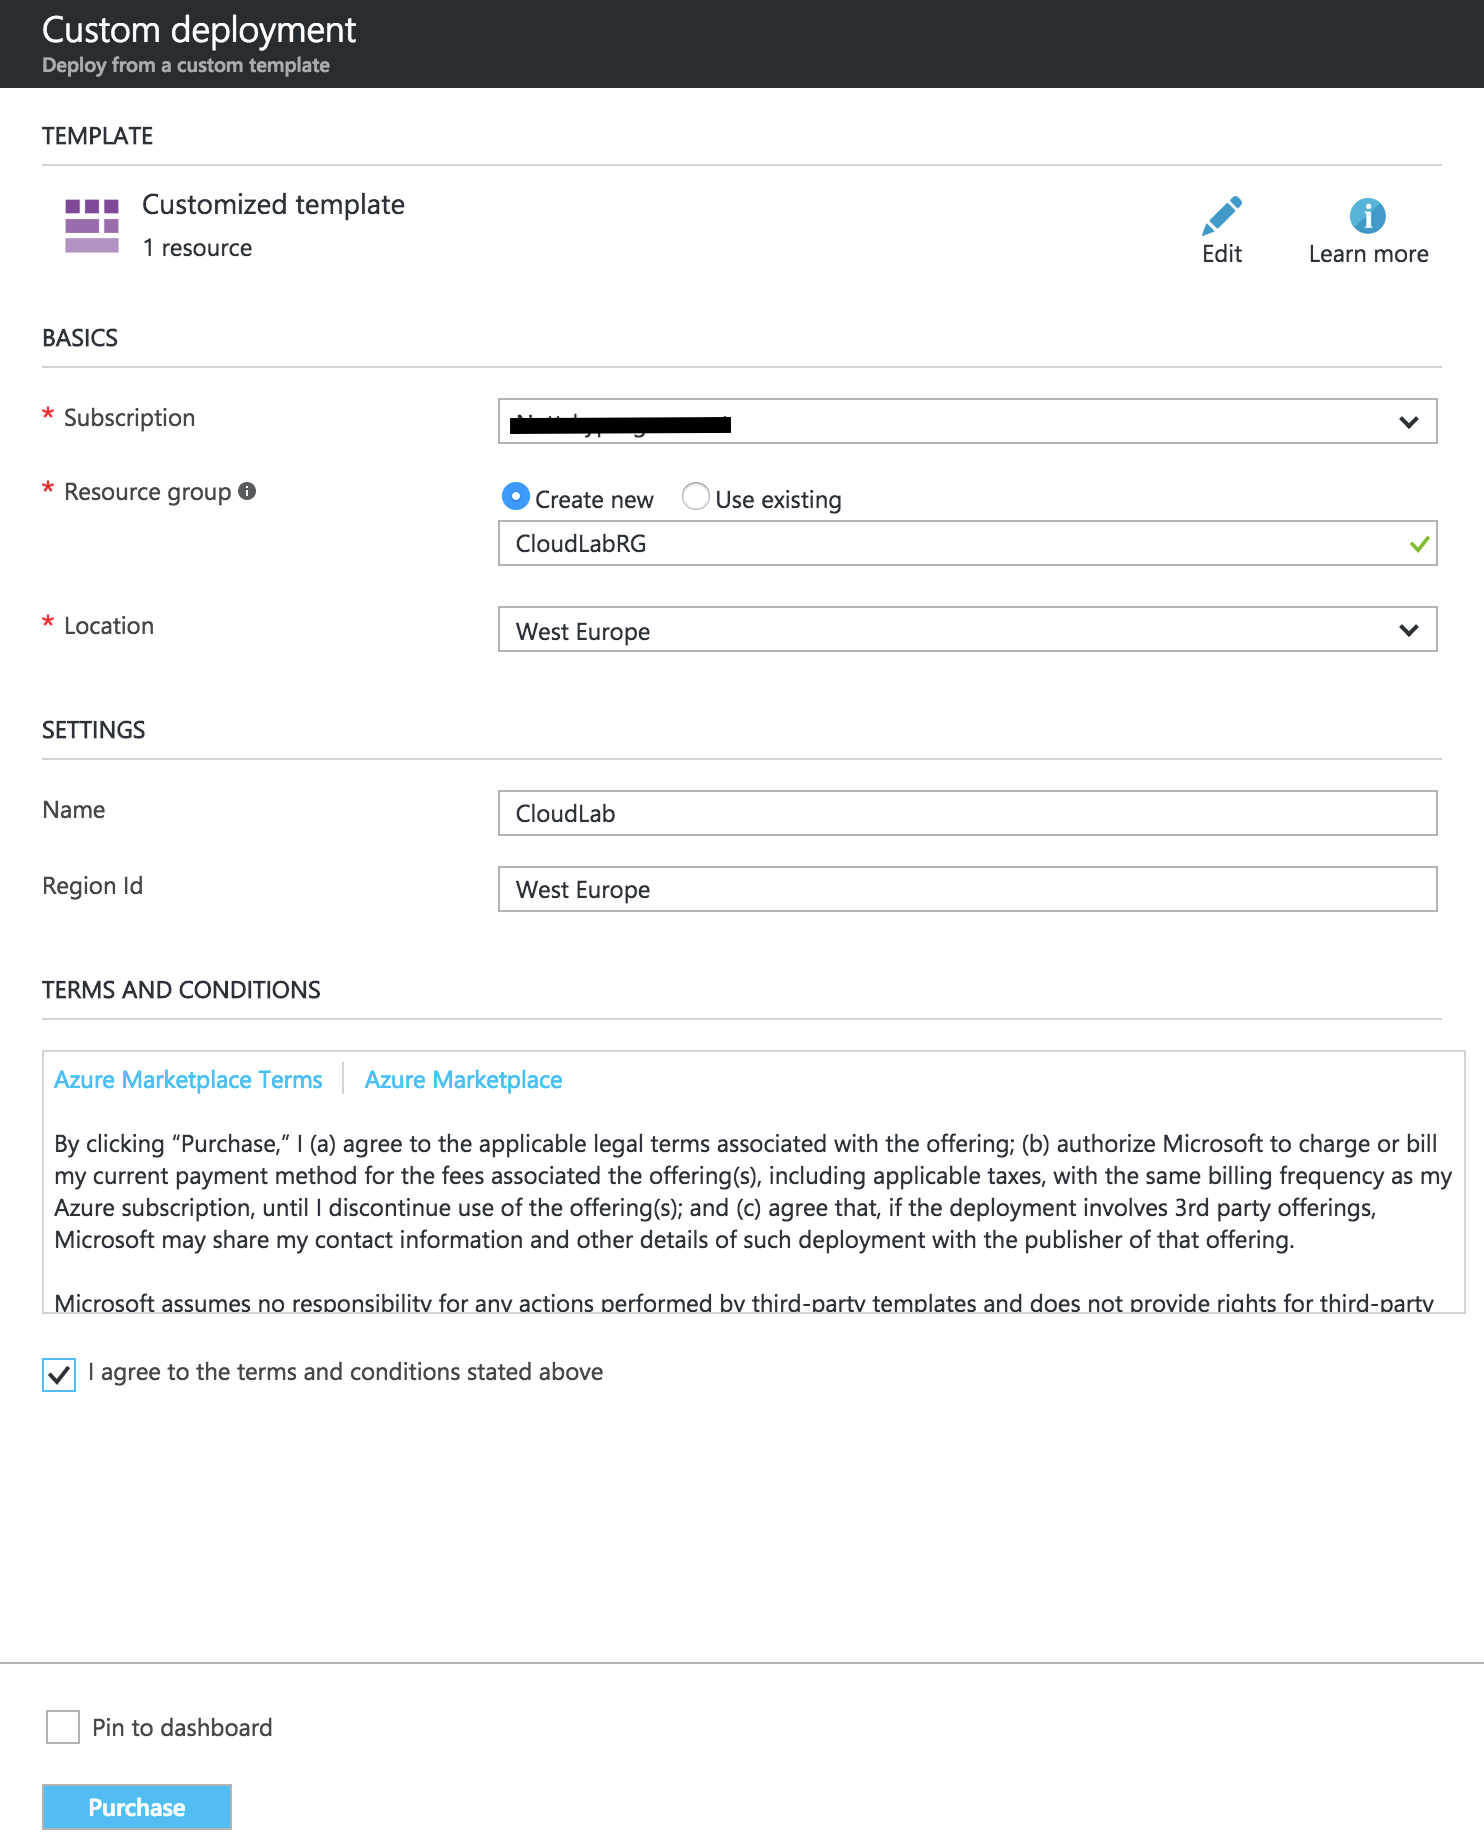 Custom deployment
Deploy from a custom template
TEMPLATE
Customized template
1 resource
Edit
Learn more
BASICS
* Subscription
* Resource group
Create new
Use existing
CloudLabRG
* Location
West Europe
SETTINGS
Name
CloudLab
Region Id
West Europe
TERMS AND CONDITIONS
Azure Marketplace Terms
Azure Marketplace
By clicking “Purchase,” I (a) agree to the applicable legal terms associated with the offering; (b) authorize Microsoft to charge or bill
my current payment method for the fees associated the offering(s), including applicable taxes, with the same billing frequency as my
Azure subscription, until I discontinue use of the offering(s); and (c) agree that, if the deployment involves 3rd party offerings,
Microsoft may share my contact information and other details of such deployment with the publisher of that offering.
Microsoft assumes no responsibility for any actions performed by third-party templates and does not provide rights for third-party
I agree to the terms and conditions stated above
Pin to dashboard
Purchase